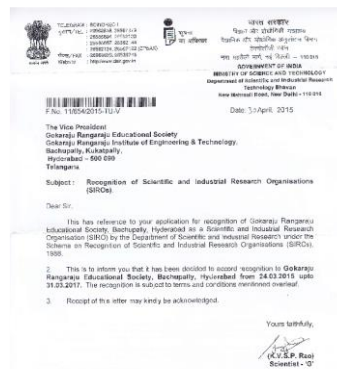 भारत सरकार
GOVERNMENT OF INDIA
MINISTRY OF SCIENCE AND TECHNOLOGY
Department of Scientific and Industrial Research
Technology Bhavan
New Mehrauli Road, New Delhi - 110 016
सूचना
का अधिकार
F.No. 11/654/2015-TU-V
Date: April, 2015
The Vice President
Gokaraju Rangaraju Educational Society
Gokaraju Rangaraju Institute of Engineering & Technology,
Bachupally, Kukatpally,
Hyderabad – 500 090
Telangana
Subject : Recognition of Scientific and Industrial Research Organisations
(SIROs).
Dear Sir,
This has reference to your application for recognition of Gokaraju Rangaraju
Educational Society, Bachupally, Hyderabad as a Scientific and Industrial Research
Organisation (SIRO) by the Department of Scientific and Industrial Research under the
Scheme on Recognition of Scientific and Industrial Research Organisations (SIROs),
1988.
2. This is to inform you that it has been decided to accord recognition to Gokaraju
Rangaraju Educational Society, Bachupally, Hyderabad from 24.03.2015 upto
31.03.2017. The recognition is subject to terms and conditions mentioned overleaf.
3. Receipt of this letter may kindly be acknowledged.
Yours faithfully,
(K.V.S.P. Rao)
Scientist - 'G'